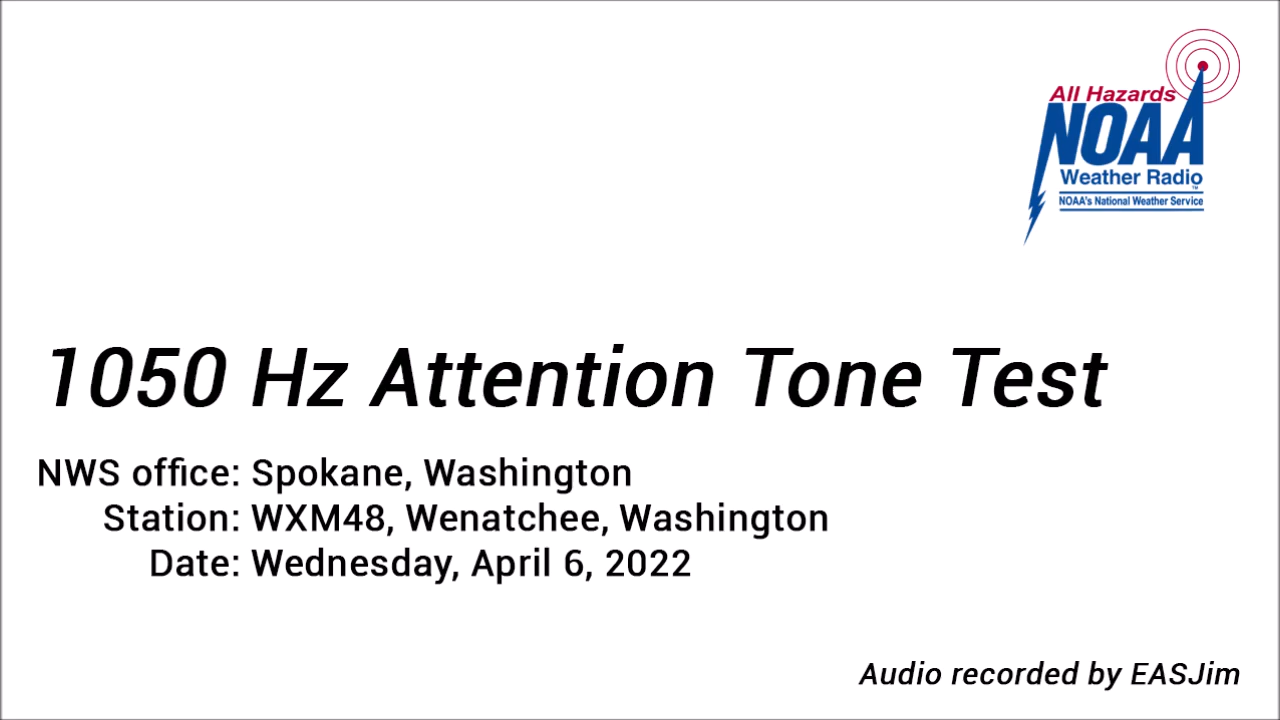 All Hazards
NOAA
Weather Radio
TM
NOAA's National Weather Service
1050 Hz Attention Tone Test
NWS office: Spokane, Washington
Station: WXM48, Wenatchee, Washington
Date: Wednesday, April 6, 2022
Audio recorded by EASJim